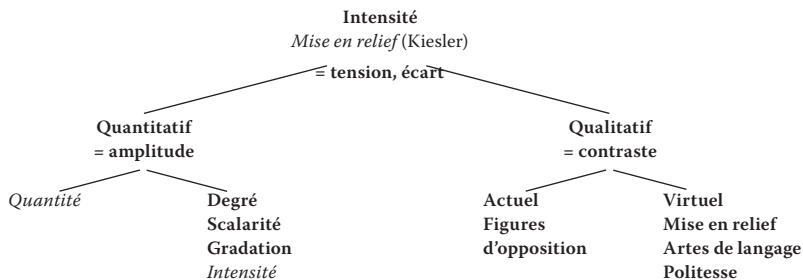 Intensité
Mise en relief (Kiesler)
= tension, écart
Quantitatif
= amplitude
Qualitatif
= contraste
Quantité
Degré
Scalarité
Gradation
Intensité
Actuel
Figures
d'opposition
Virtuel
Mise en relief
Artes de langage
Politesse